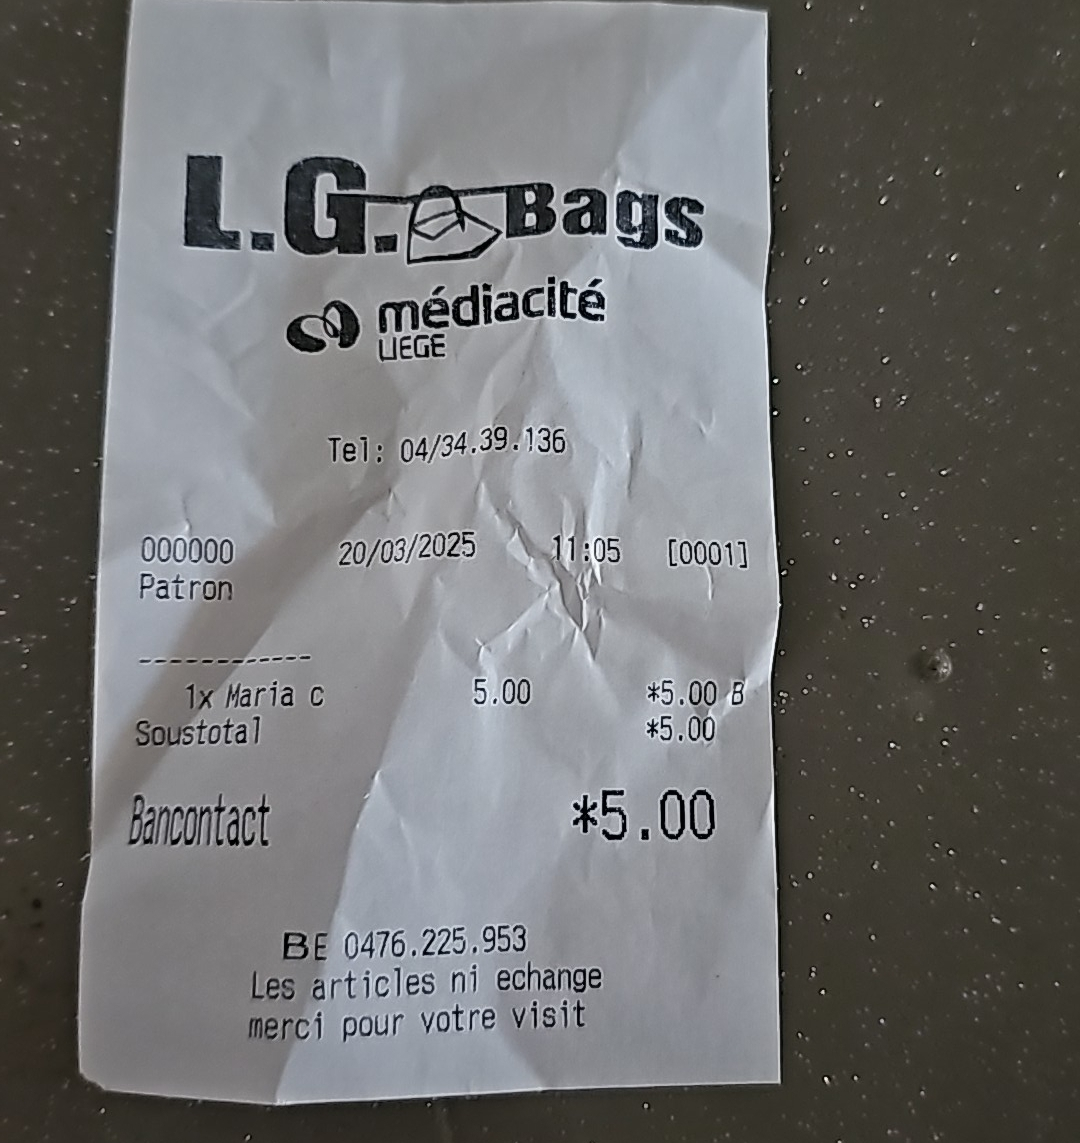 L.G. Bags
médiacité
LIEGE
Tel: 04/34.39.136
000000 20/03/2025 11:05 [0001]
Patron
------------
1x Maria c 5.00 *5.00 B
Soustotal *5.00
Bancontact *5.00
BE 0476.225.953
Les articles ni echange
merci pour votre visit